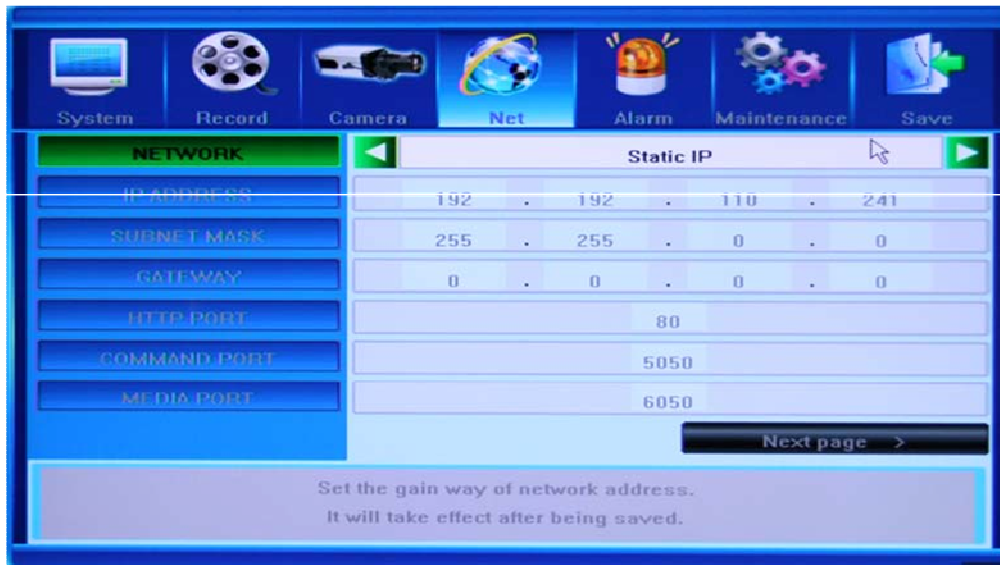 System Record Camera Net Alarm Maintenance Save
NETWORK Static IP
IP ADDRESS 192 . 192 . 110 . 241
SUBNET MASK 255 . 255 . 0 . 0
GATEWAY 0 . 0 . 0 . 0
HTTP PORT 80
COMMAND PORT 5050
MEDIA PORT 6050
Next page >
Set the gain way of network address.
It will take effect after being saved.